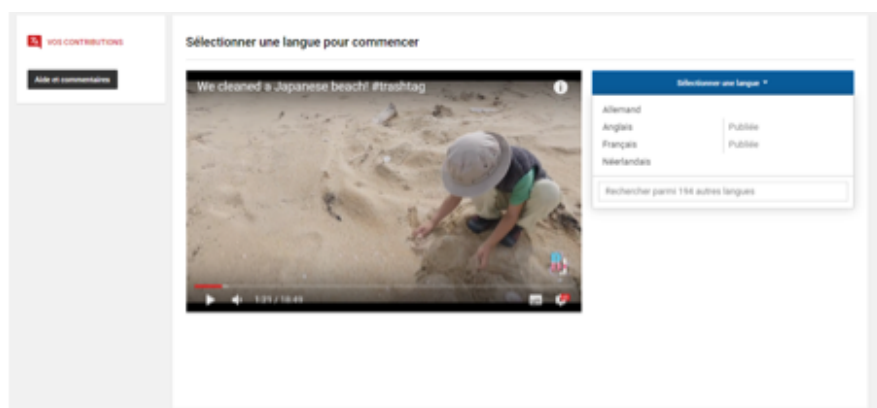 VOS CONTRIBUTIONS
Aide et commentaires
Sélectionner une langue pour commencer
We cleaned a Japanese beach! #trashtag
1:21 / 16:49
Sélectionner une langue
Allemand
Anglais Publiée
Français Publiée
Néerlandais
Rechercher parmi 194 autres langues